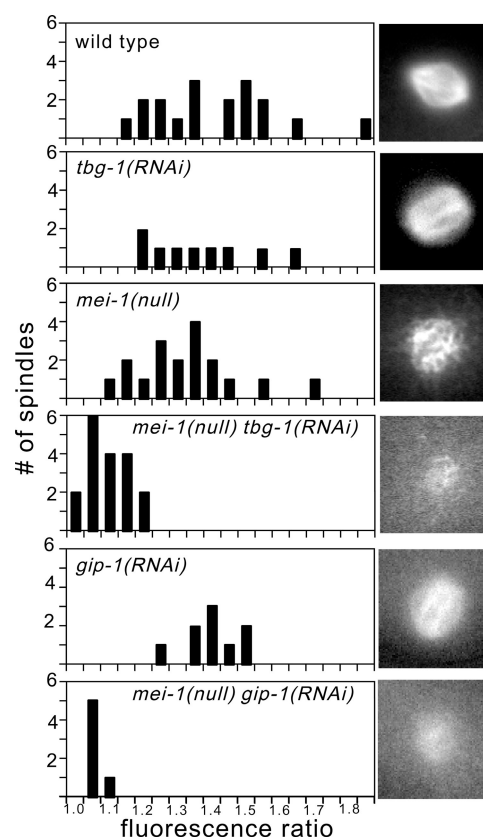 # of spindles
6
4
2
wild type
6
4
2
tbg-1(RNAi)
6
4
2
mei-1(null)
6
4
2
mei-1(null) tbg-1(RNAi)
6
4
2
gip-1(RNAi)
6
4
2
mei-1(null) gip-1(RNAi)
1.0 1.1 1.2 1.3 1.4 1.5 1.6 1.7 1.8
fluorescence ratio